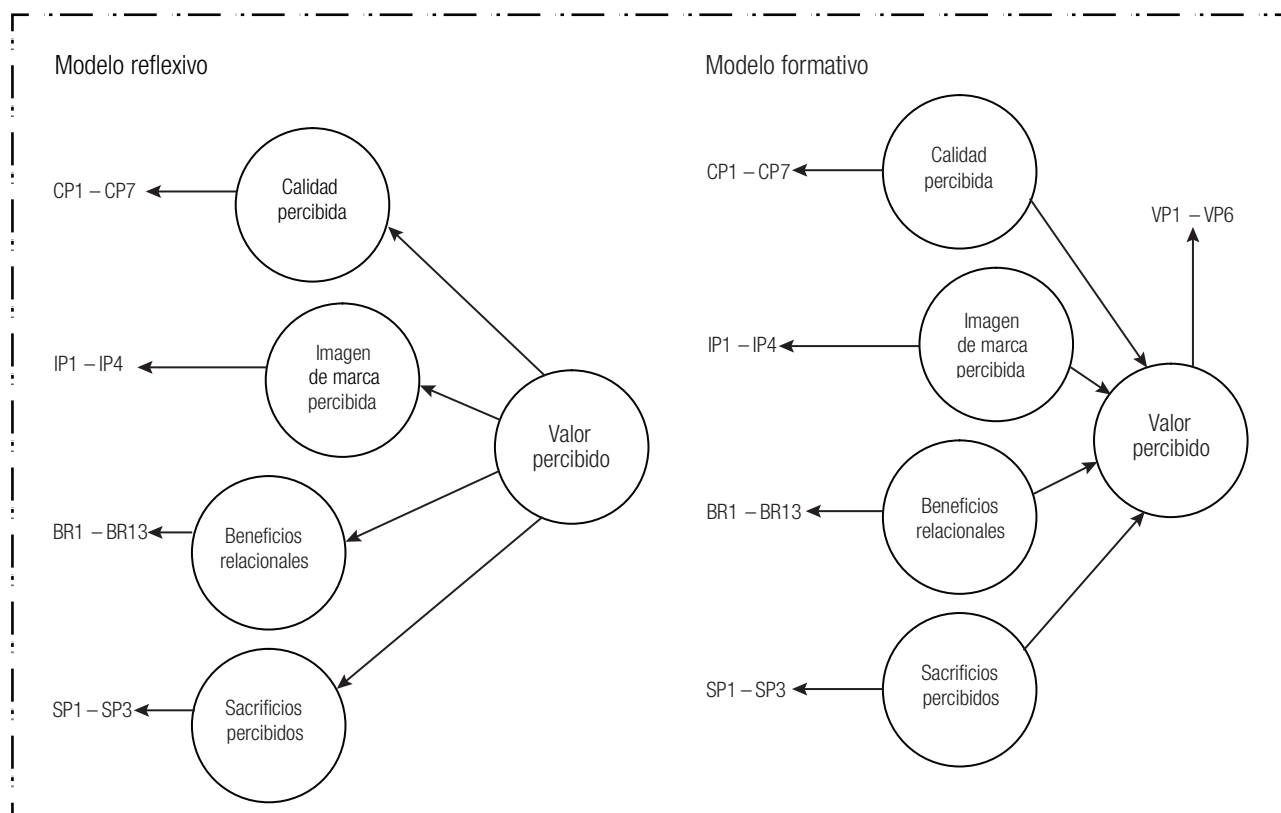 Modelo reflexivo
CP1 – CP7
Calidad
percibida
IP1 – IP4
Imagen
de marca
percibida
Valor
percibido
BR1 – BR13
Beneficios
relacionales
SP1 – SP3
Sacrificios
percibidos
Modelo formativo
CP1 – CP7
Calidad
percibida
VP1 – VP6
IP1 – IP4
Imagen
de marca
percibida
Valor
percibido
BR1 – BR13
Beneficios
relacionales
SP1 – SP3
Sacrificios
percibidos